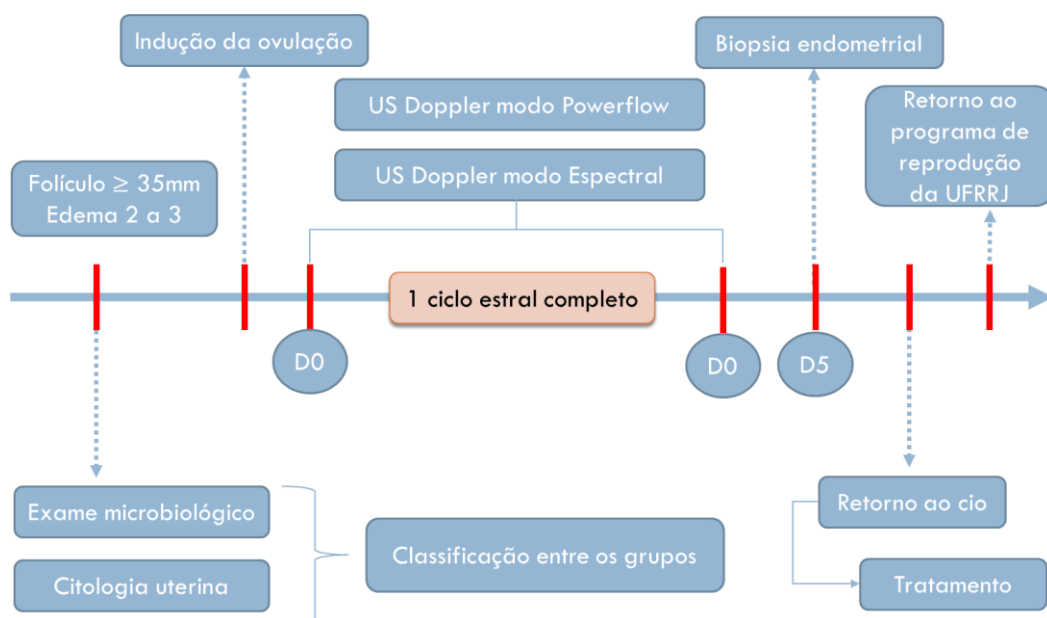 Indução da ovulação
Biopsia endometrial
US Doppler modo Powerflow
US Doppler modo Espectral
Retorno ao
programa de
reprodução
da UFRRJ
Folículo ≥ 35mm
Edema 2 a 3
1 ciclo estral completo
D0
D0
D5
Exame microbiológico
Citologia uterina
Classificação entre os grupos
Retorno ao cio
Tratamento